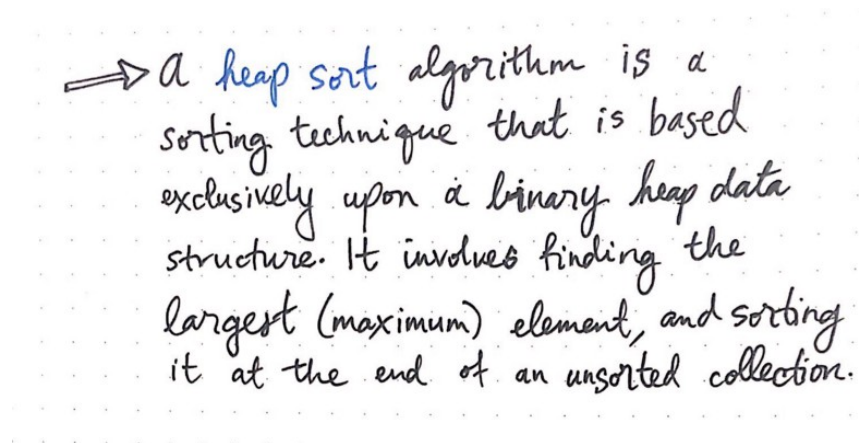 a heap sort algorithm is a
sorting technique that is based
exclusively upon a binary heap data
structure. It involves finding the
largest (maximum) element, and sorting
it at the end of an unsorted collection.